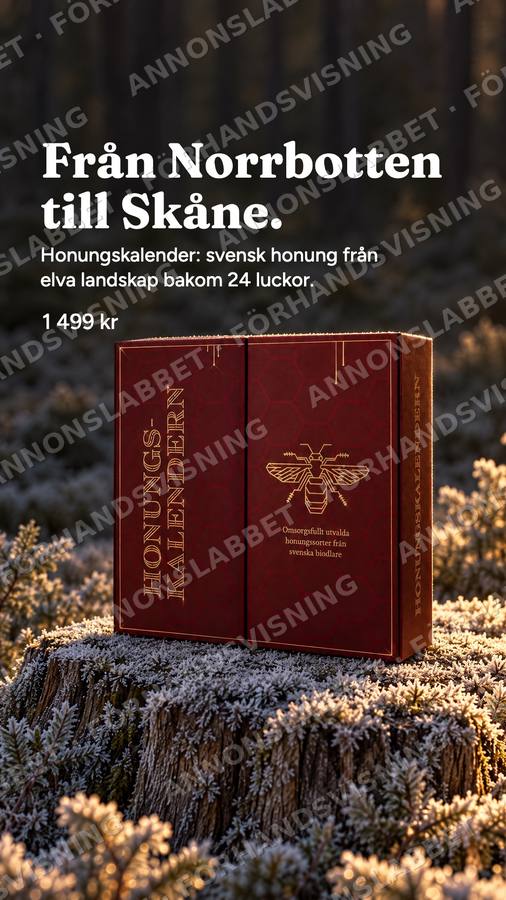 Från Norrbotten
till Skåne.
Honungskalender: svensk honung från
elva landskap bakom 24 luckor.
1 499 kr
HONUNGS-
KALENDERN
Omsorgsfullt utvalda
honungssorter från
svenska biodlare
HONUNGSKALENDERN
ANNONSLABBET · FÖRHANDSVISNING